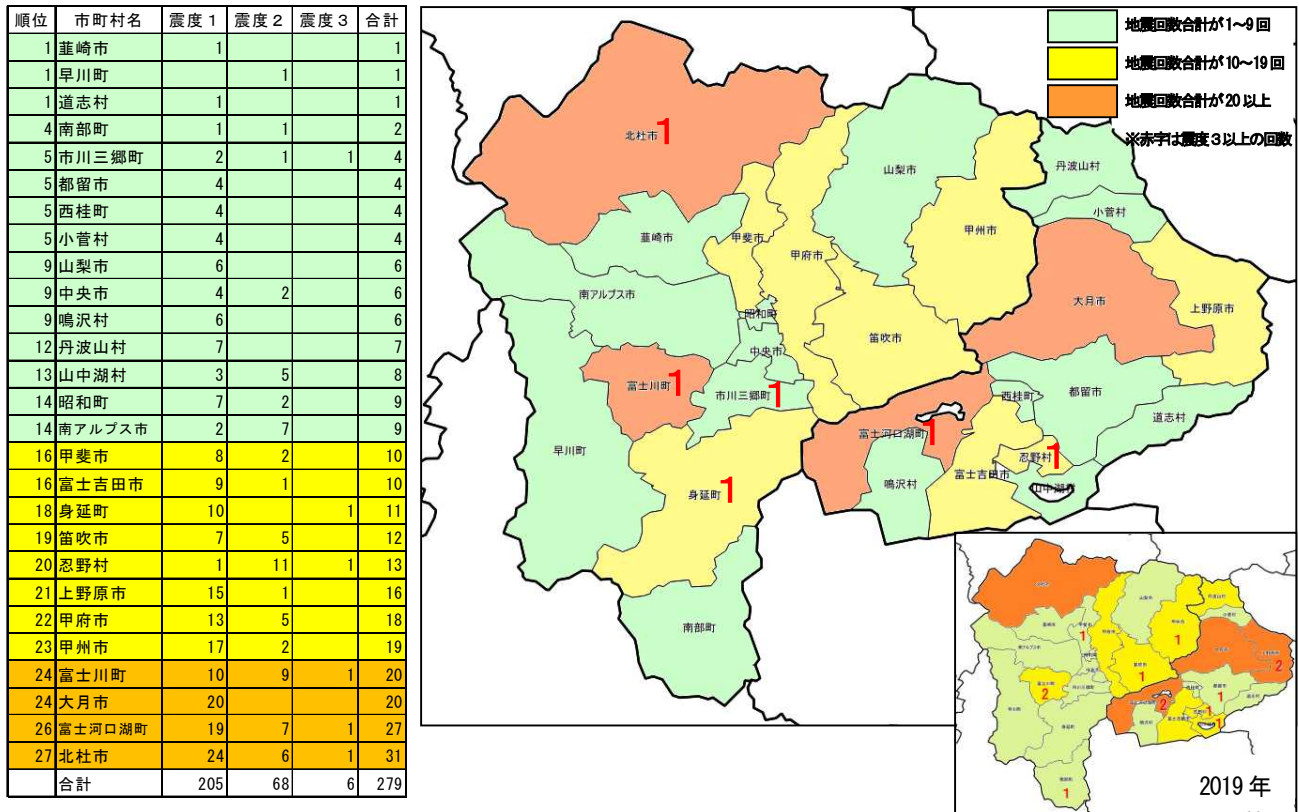 順位 市町村名 震度1 震度2 震度3 合計
1 韮崎市 1 1
1 早川町 1 1
1 道志村 1 1
4 南部町 1 1 2
5 市川三郷町 2 1 1 4
5 都留市 4 4
5 西桂町 4 4
5 小菅村 4 4
9 山梨市 6 6
9 中央市 4 2 6
9 鳴沢村 6 6
12 丹波山村 7 7
13 山中湖村 3 5 8
14 昭和町 7 2 9
14 南アルプス市 2 7 9
16 甲斐市 8 2 10
16 富士吉田市 9 1 10
18 身延町 10 1 11
19 笛吹市 7 5 12
20 忍野村 1 11 1 13
21 上野原市 15 1 16
22 甲府市 13 5 18
23 甲州市 17 2 19
24 富士川町 10 9 1 20
24 大月市 20 20
26 富士河口湖町 19 7 1 27
27 北杜市 24 6 1 31
合計 205 68 6 279
地震回数合計が1~9回
地震回数合計が10~19回
地震回数合計が20以上
※赤字は震度3以上の回数
北杜市 1
山梨市
丹波山村
小菅村
韮崎市
甲斐市
甲府市
甲州市
南アルプス市
昭和町
大月市
上野原市
中央市
笛吹市
富士川町 1
市川三郷町 1
西桂町
都留市
道志村
早川町
富士河口湖町 1
忍野村 1
身延町 1
鳴沢村
富士吉田市
山中湖村
南部町
1
1
1
2
2
1
2
1
1
1
2019年